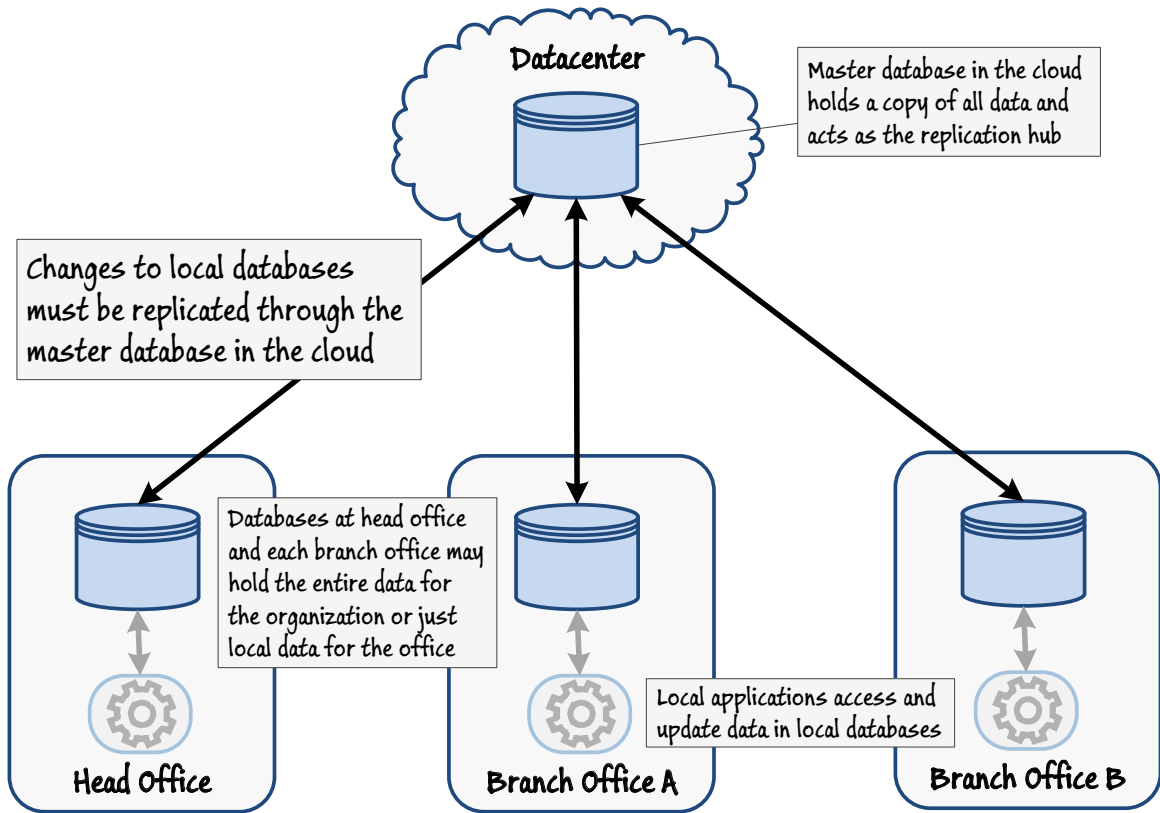 Datacenter
Master database in the cloud
holds a copy of all data and
acts as the replication hub
Changes to local databases
must be replicated through the
master database in the cloud
Databases at head office
and each branch office may
hold the entire data for
the organization or just
local data for the office
Local applications access and
update data in local databases
Head Office
Branch Office A
Branch Office B